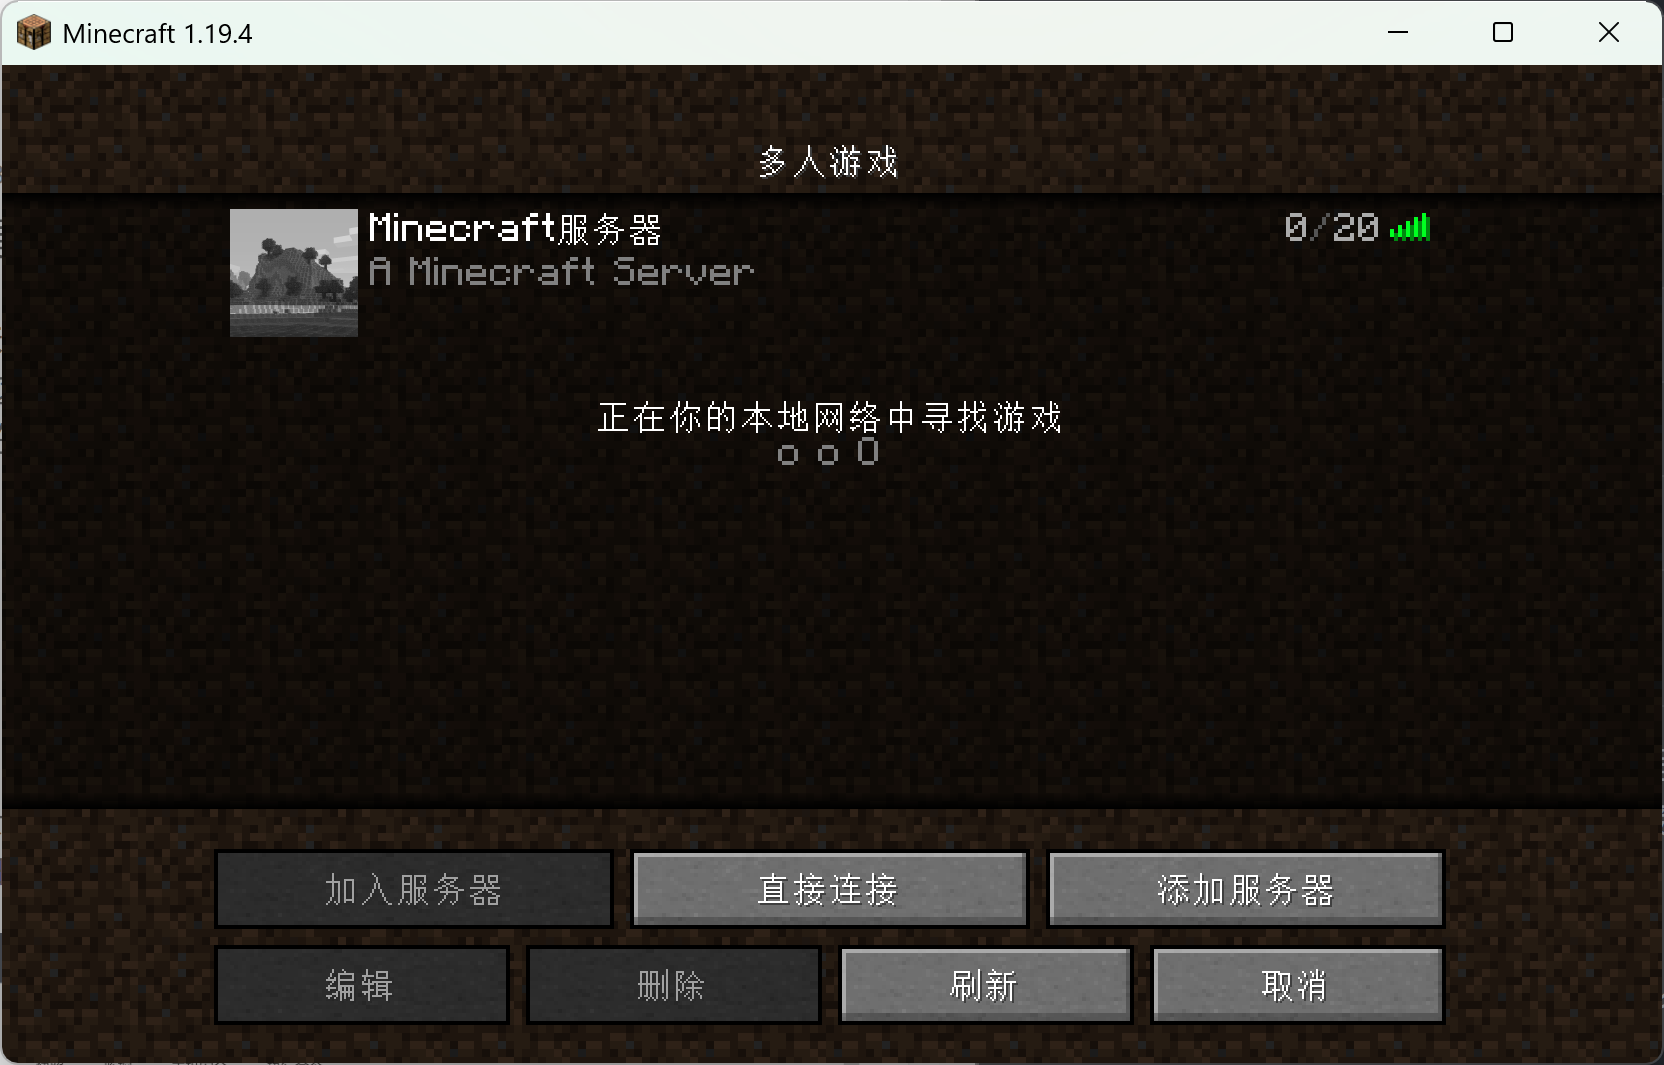 Minecraft 1.19.4
多人游戏
Minecraft服务器
0/20
A Minecraft Server
正在你的本地网络中寻找游戏
o o O
加入服务器
直接连接
添加服务器
编辑
删除
刷新
取消